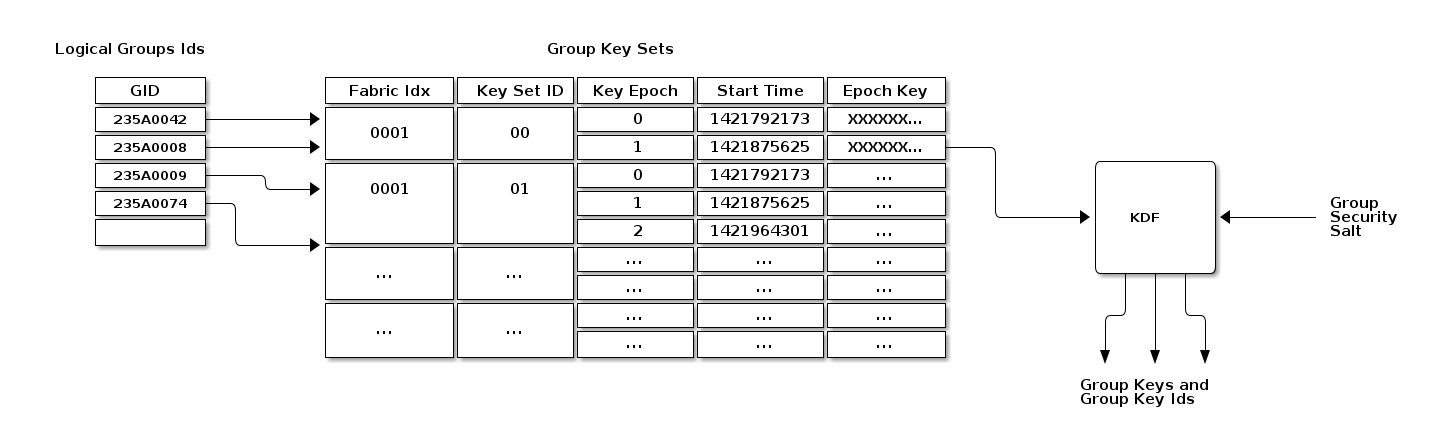 Logical Groups Ids
Group Key Sets
GID
Fabric Idx Key Set ID Key Epoch Start Time Epoch Key
235A0042
0001 00
0 1421792173 XXXXXX...
235A0008
1 1421875625 XXXXXX...
235A0009
0001 01
0 1421792173 ...
235A0074
1 1421875625 ...
2 1421964301 ...
... ...
... ... ...
... ... ...
... ...
... ... ...
... ... ...
KDF
Group
Security
Salt
Group Keys and
Group Key Ids